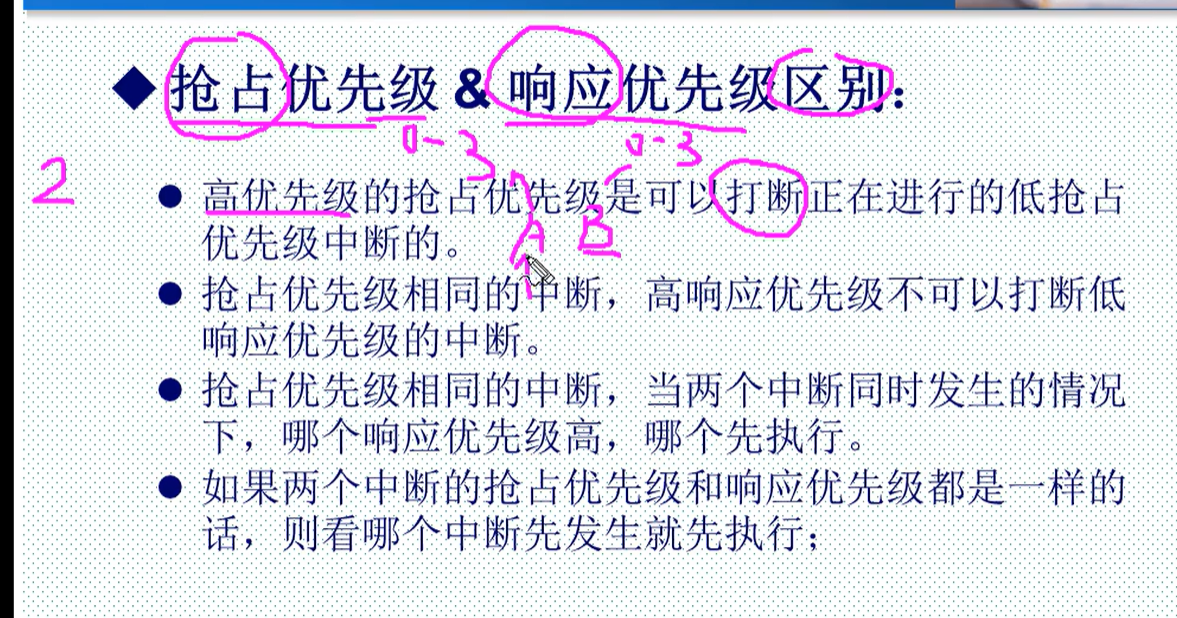 ◆抢占优先级 & 响应优先级区别：
0-3 0-3
2
● 高优先级的抢占优先级是可以打断正在进行的低抢占
优先级中断的。
A B
● 抢占优先级相同的中断，高响应优先级不可以打断低
响应优先级的中断。
● 抢占优先级相同的中断，当两个中断同时发生的情况
下，哪个响应优先级高，哪个先执行。
● 如果两个中断的抢占优先级和响应优先级都是一样的
话，则看哪个中断先发生就先执行；